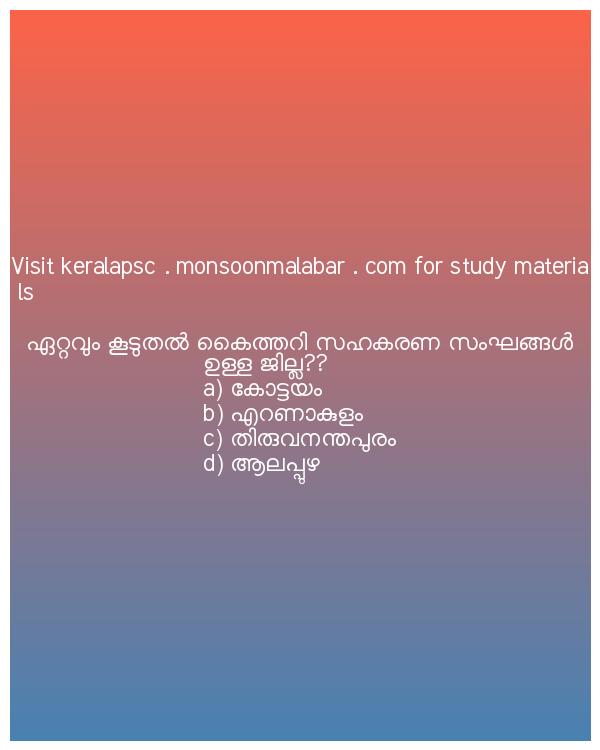 Visit keralapsc . monsoonmalabar . com for study materia
ls
ഏറ്റവും കൂടുതൽ കൈത്തറി സഹകരണ സംഘങ്ങൾ
ഉള്ള ജില്ല??
a) കോട്ടയം
b) എറണാകുളം
c) തിരുവനന്തപുരം
d) ആലപ്പുഴ